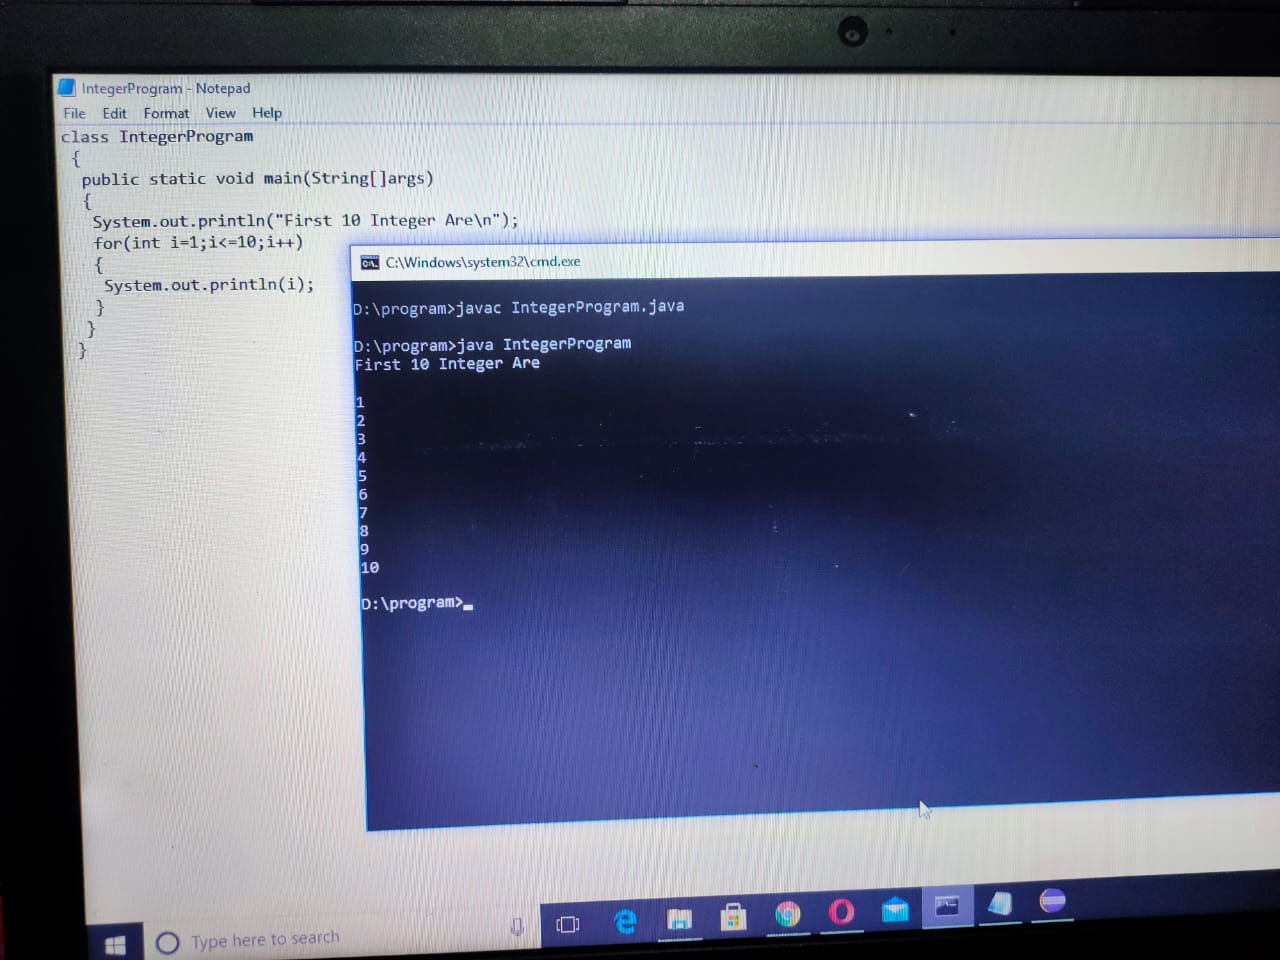 IntegerProgram - Notepad
File Edit Format View Help
class IntegerProgram
{
public static void main(String[]args)
{
System.out.println("First 10 Integer Are\n");
for(int i=1;i<=10;i++)
{
System.out.println(i);
}
}
}
C:\Windows\system32\cmd.exe
D:\program>javac IntegerProgram.java
D:\program>java IntegerProgram
First 10 Integer Are
1
2
3
4
5
6
7
8
9
10
D:\program>
Type here to search